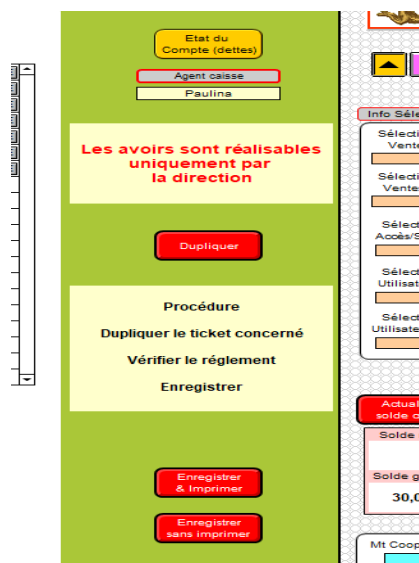 Etat du
Compte (dettes)
Agent caisse
Paulina
Les avoirs sont réalisables
uniquement par
la direction
Dupliquer
Procédure
Dupliquer le ticket concerné
Vérifier le réglement
Enregistrer
Enregistrer
& Imprimer
Enregistrer
sans imprimer
Info Séle
Sélecti
Vente
Sélecti
Vente
Sélect
Accès/S
Sélect
Utilisat
Sélect
Utilisate
Actual
solde c
Solde
Solde g
30,0
Mt Coop